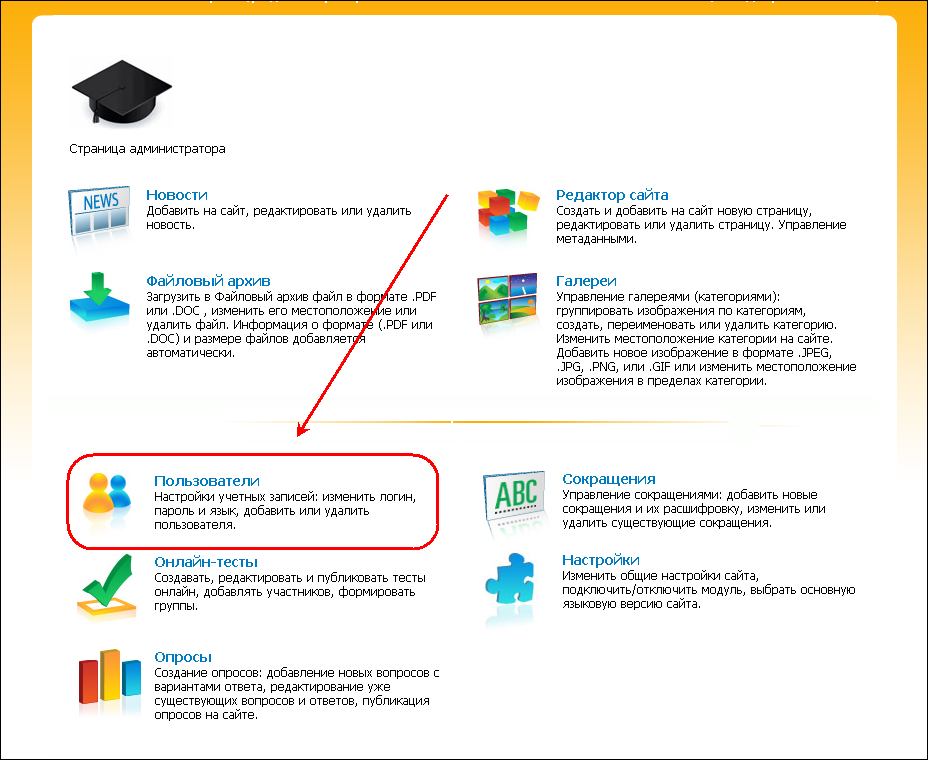 Страница администратора
NEWS
Новости
Добавить на сайт, редактировать или удалить
новость.
Редактор сайта
Создать и добавить на сайт новую страницу,
редактировать или удалить страницу. Управление
метаданными.
Файловый архив
Загрузить в Файловый архив файл в формате .PDF
или .DOC , изменить его местоположение или
удалить файл. Информация о формате (.PDF или
.DOC) и размере файлов добавляется
автоматически.
Галереи
Управление галереями (категориями):
группировать изображения по категориям,
создать, переименовать или удалить категорию.
Изменить местоположение категории на сайте.
Добавить новое изображение в формате .JPEG,
.JPG, .PNG, или .GIF или изменить местоположение
изображения в пределах категории.
Пользователи
Настройки учетных записей: изменить логин,
пароль и язык, добавить или удалить
пользователя.
ABC
Сокращения
Управление сокращениями: добавить новые
сокращения и их расшифровку, изменить или
удалить существующие сокращения.
Онлайн-тесты
Создавать, редактировать и публиковать тесты
онлайн, добавлять участников, формировать
группы.
Настройки
Изменить общие настройки сайта,
подключить/отключить модуль, выбрать основную
языковую версию сайта.
Опросы
Создание опросов: добавление новых вопросов с
вариантами ответа, редактирование уже
существующих вопросов и ответов, публикация
опросов на сайте.